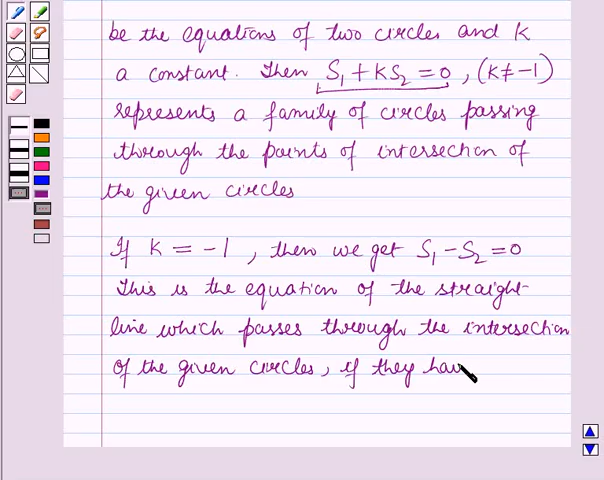 be the equations of two circles and K
a constant. Then S₁ + KS₂ = 0, (K ≠ -1)
represents a family of circles passing
through the points of intersection of
the given circles
If K = -1, then we get S₁ - S₂ = 0
This is the equation of the straight
line which passes through the intersection
of the given circles, if they hav